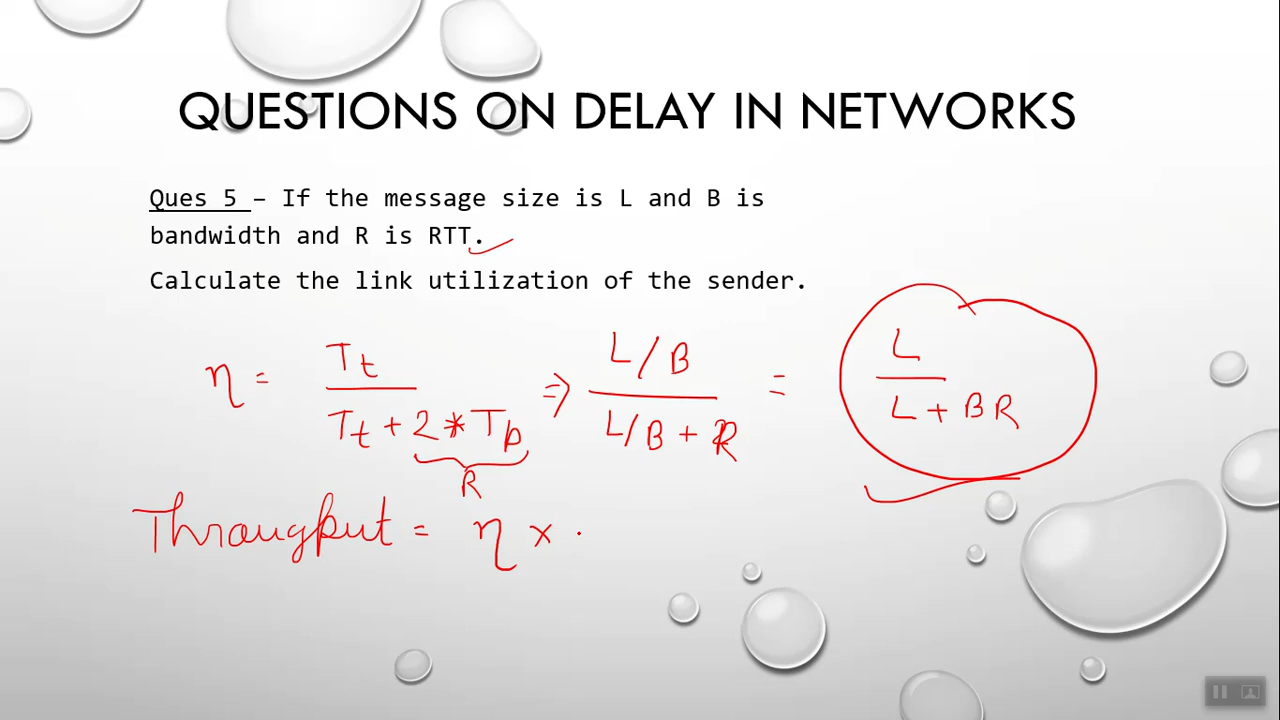 QUESTIONS ON DELAY IN NETWORKS
Ques 5 – If the message size is L and B is
bandwidth and R is RTT.
Calculate the link utilization of the sender.
η = Tt / (Tt + 2 * Tp) ⇒ (L/B) / (L/B + R) = L / (L + BR)
R
Througput = η ×